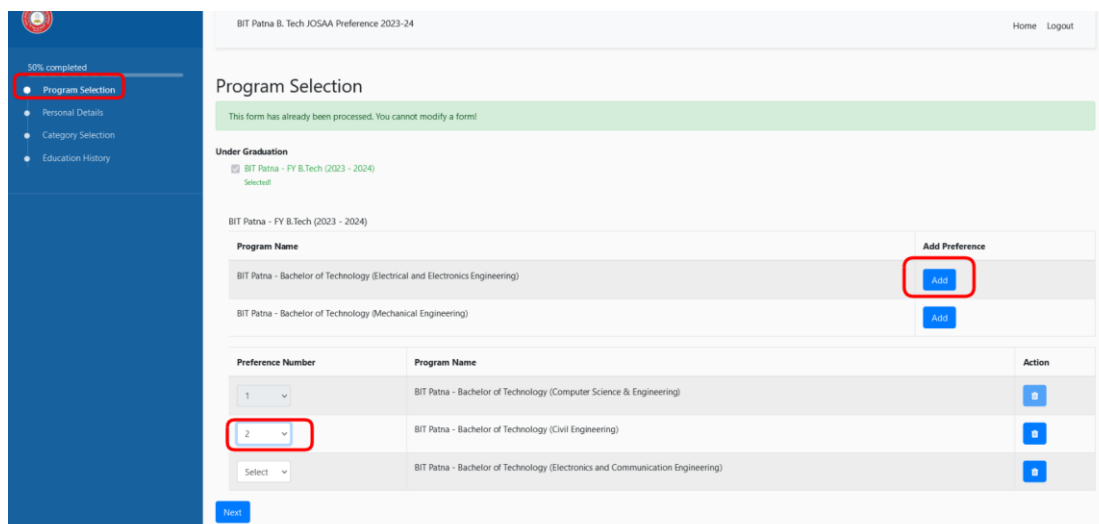 BIT Patna B. Tech JOSAA Preference 2023-24
Home Logout
50% completed
Program Selection
Personal Details
Category Selection
Education History
Program Selection
This form has already been processed. You cannot modify a form!
Under Graduation
BIT Patna - FY B.Tech (2023 - 2024)
Selected!
BIT Patna - FY B.Tech (2023 - 2024)
Program Name Add Preference
BIT Patna - Bachelor of Technology (Electrical and Electronics Engineering) Add
BIT Patna - Bachelor of Technology (Mechanical Engineering) Add
Preference Number Program Name Action
1 BIT Patna - Bachelor of Technology (Computer Science & Engineering)
2 BIT Patna - Bachelor of Technology (Civil Engineering)
Select BIT Patna - Bachelor of Technology (Electronics and Communication Engineering)
Next